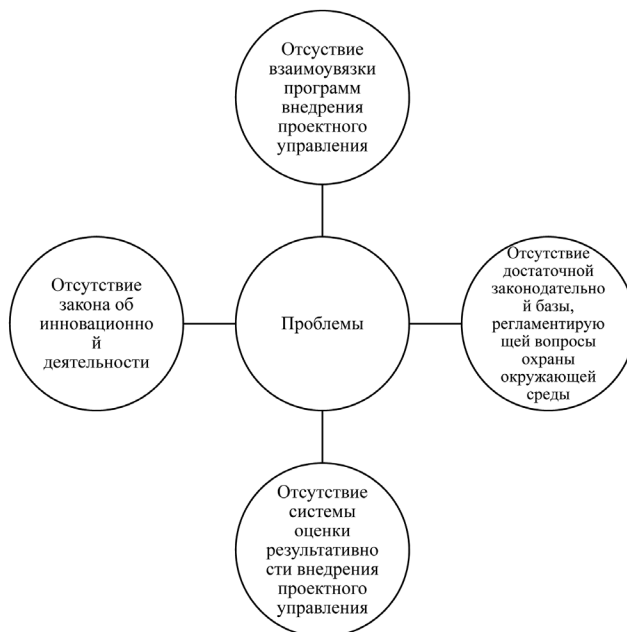 Отсуствие
взаимоувязки
программ
внедрения
проектного
управления
Отсутствие
закона об
инновационно
й
деятельности
Проблемы
Отсутствие
достаточной
законодательно
й базы,
регламентирую
щей вопросы
охраны
окружающей
среды
Отсутствие
системы
оценки
результативно
сти внедрения
проектного
управления